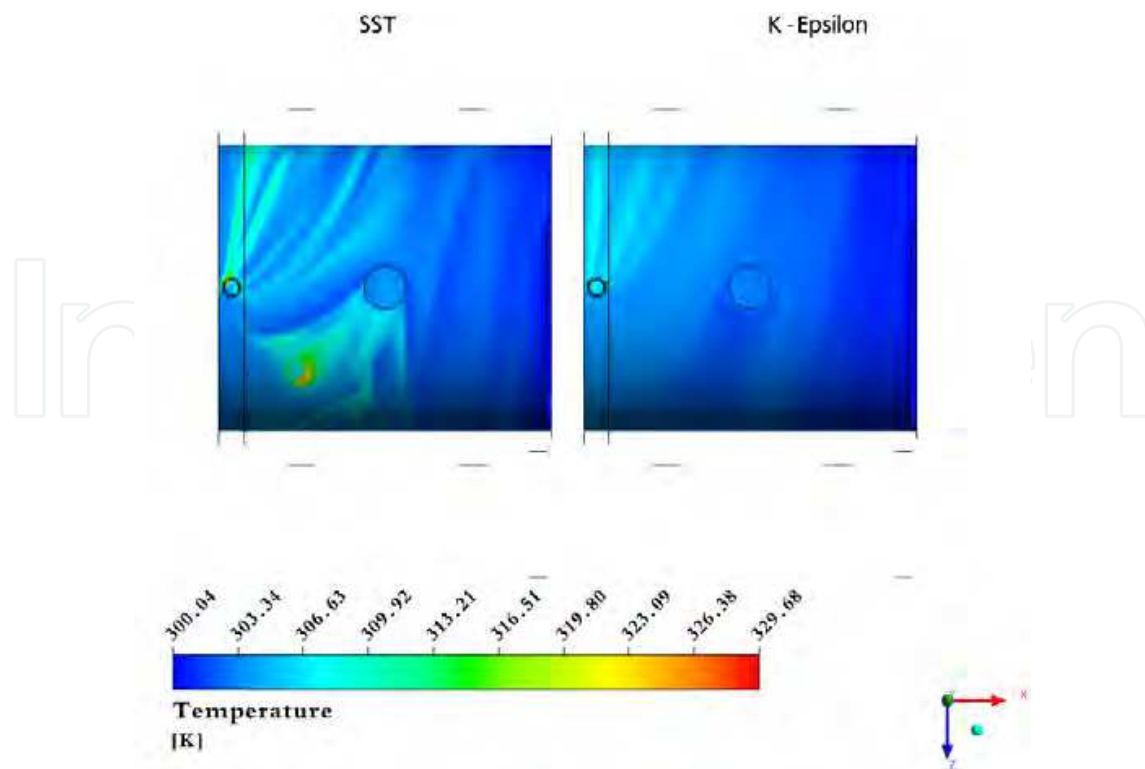 SST
K - Epsilon
300.04
303.34
306.63
309.92
313.21
316.51
319.80
323.09
326.38
329.68
Temperature
[K]
X
Z